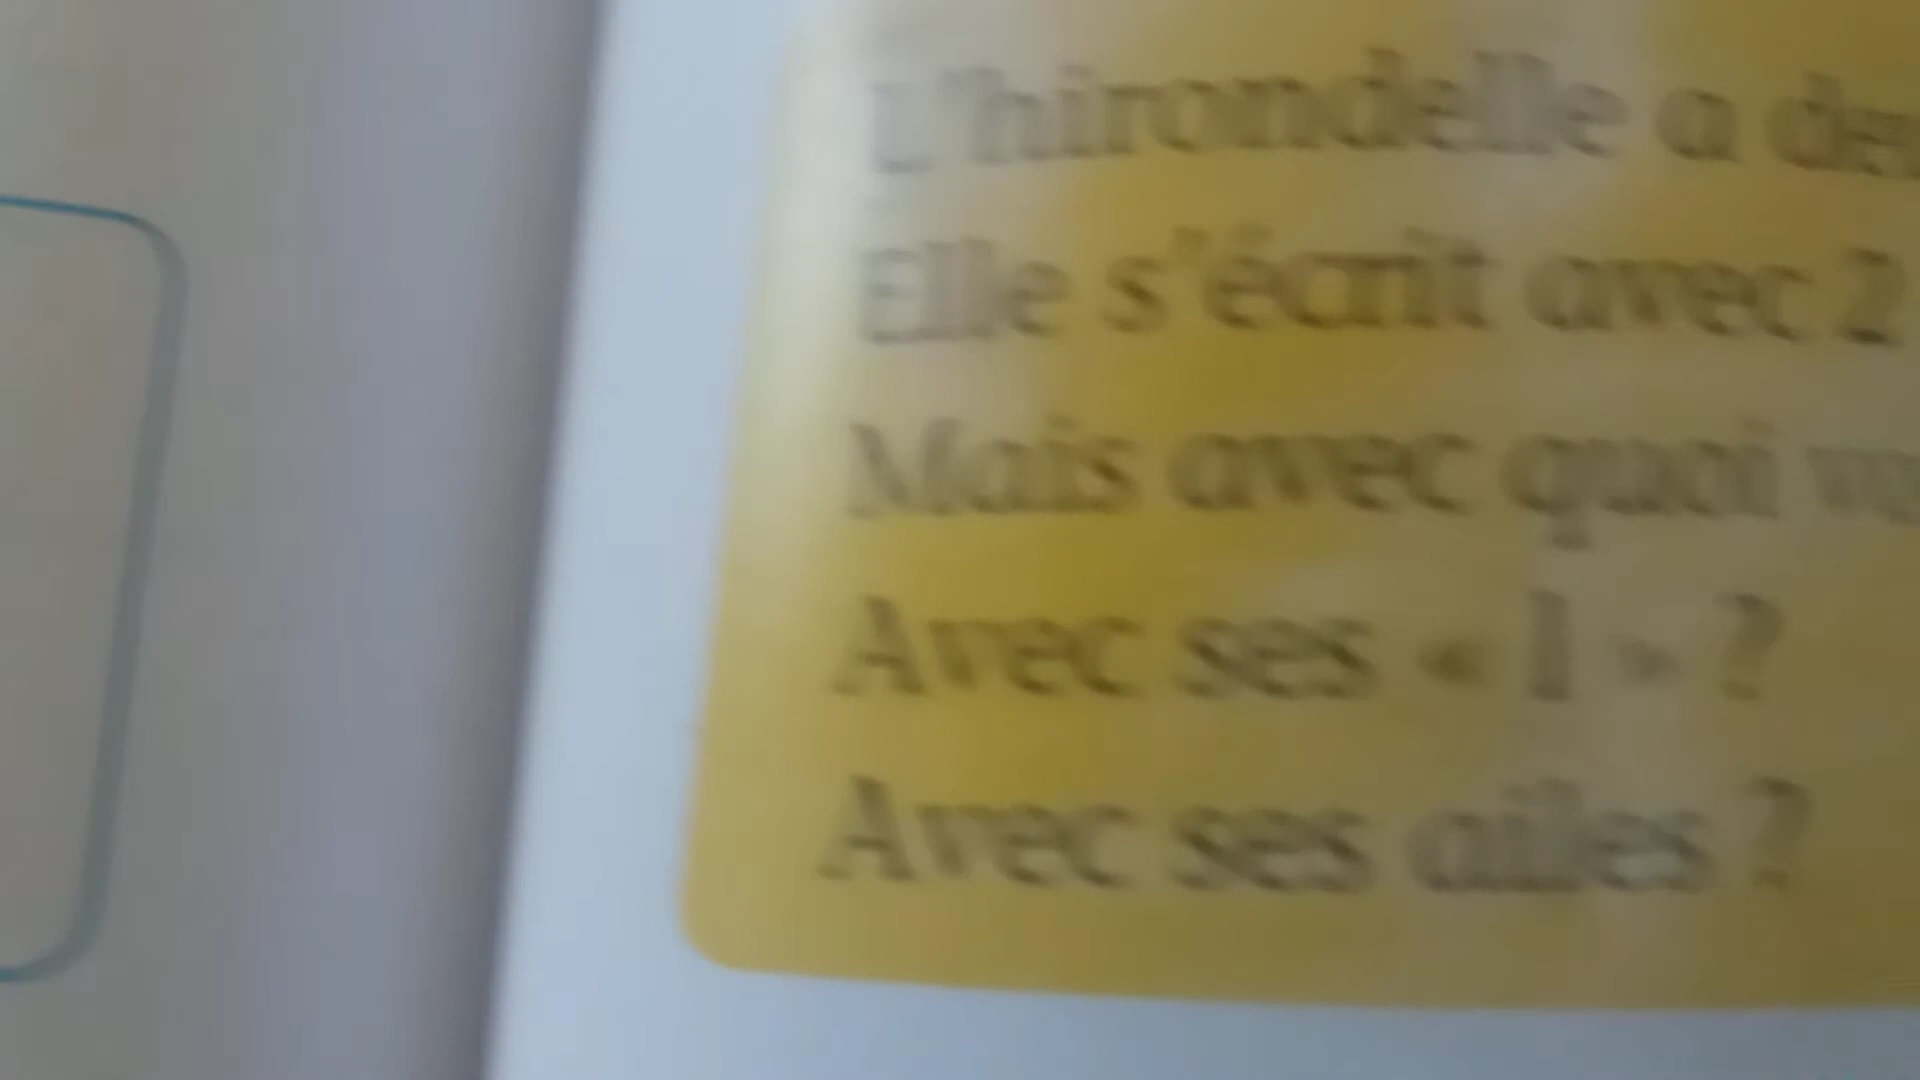 L'hirondelle a
Elle s'écrit avec 2
Mais avec quoi
Avec ses « l » ?
Avec ses ailes ?